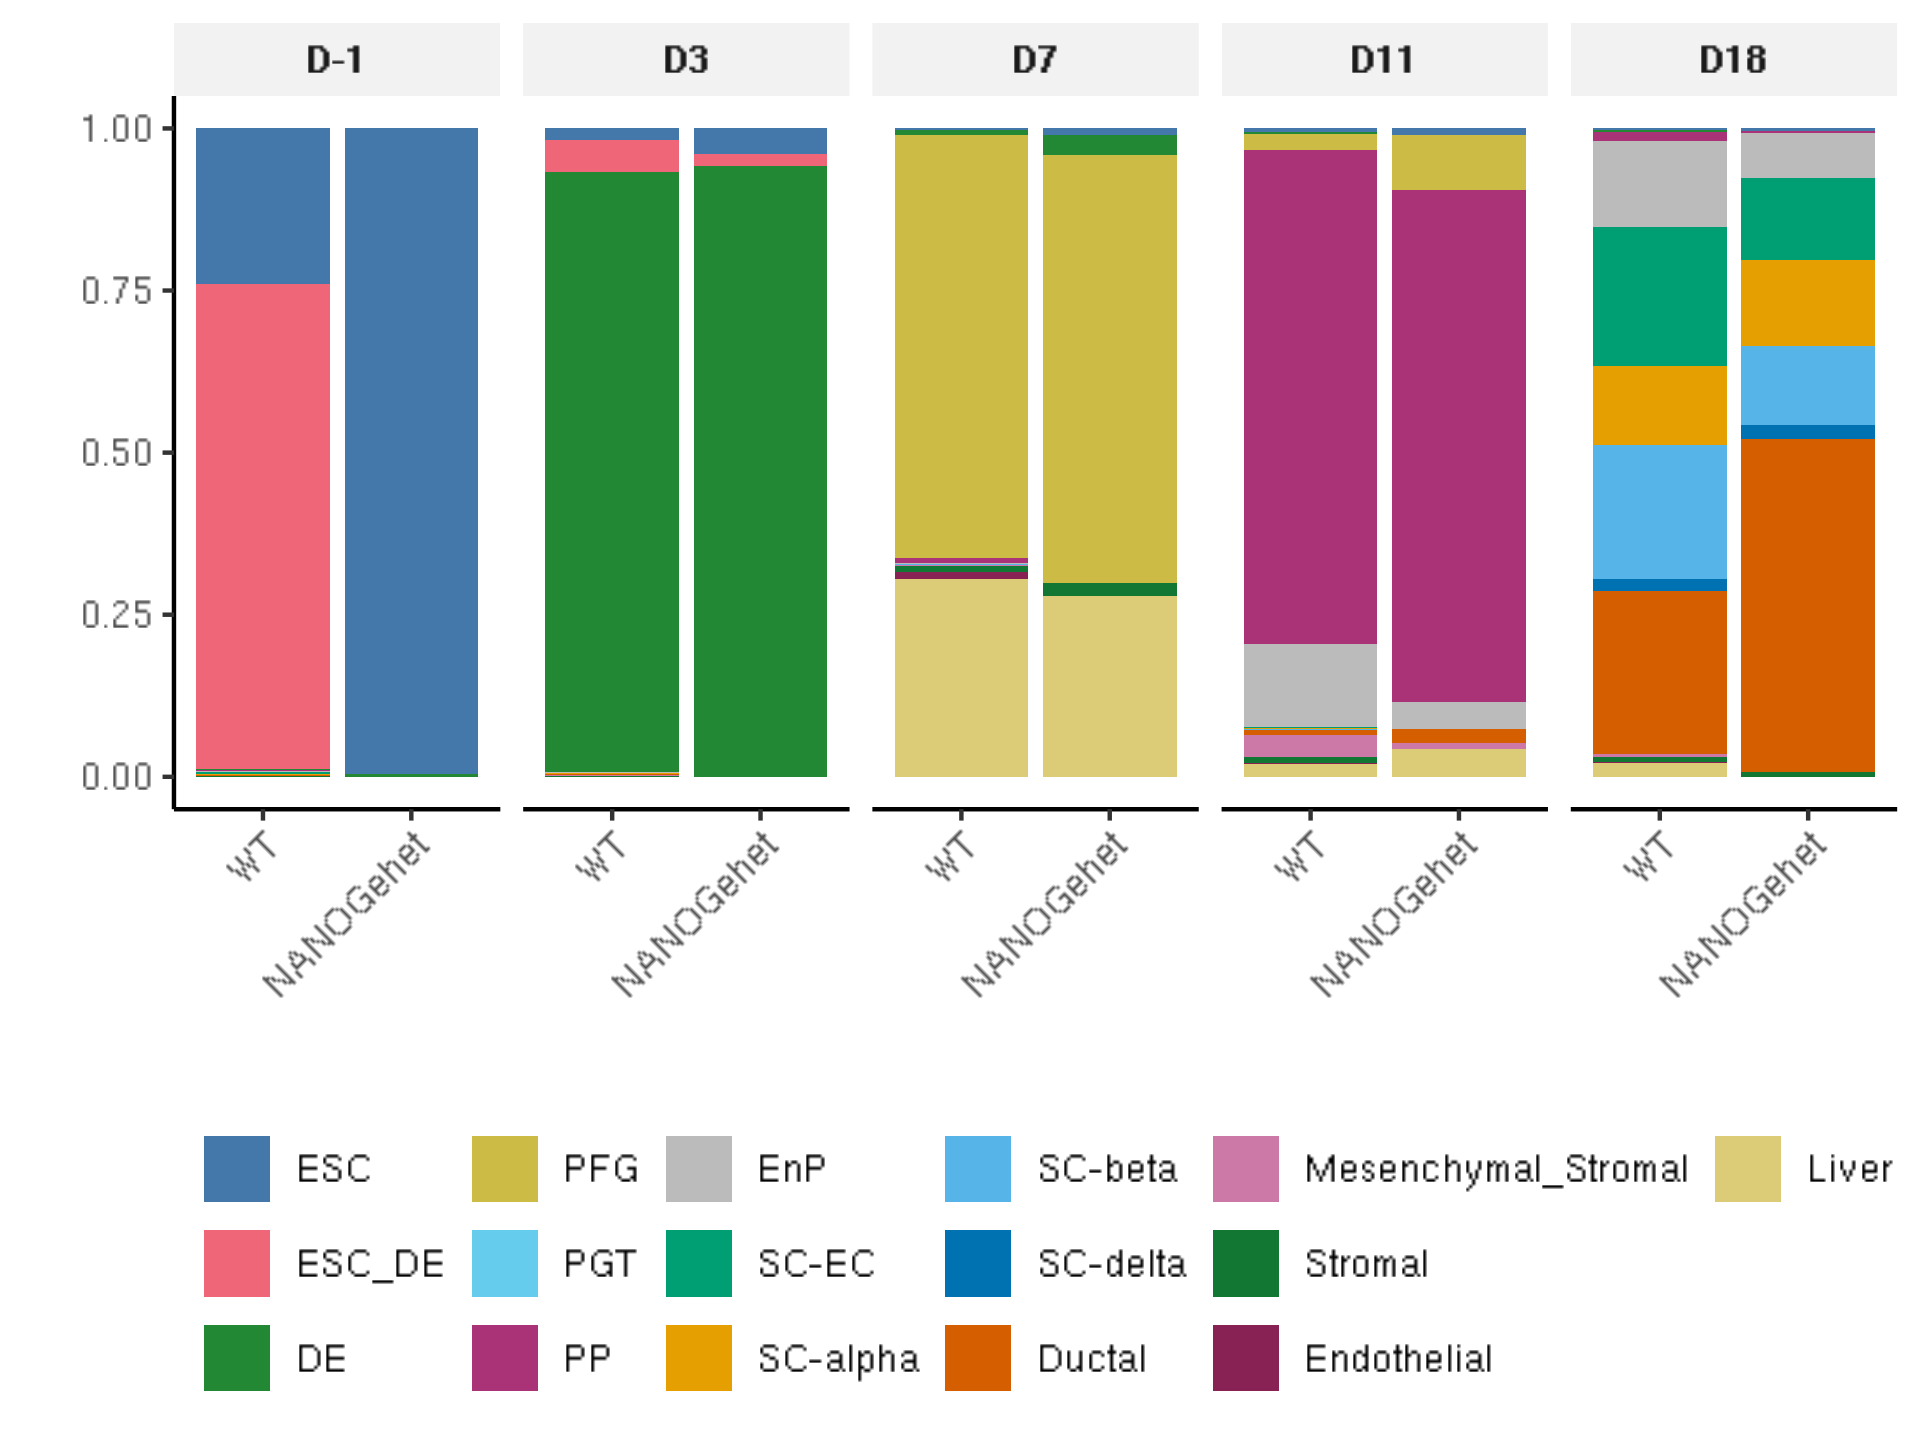 D-1 D3 D7 D11 D18
1.00
0.75
0.50
0.25
0.00
WT NANOGehet WT NANOGehet WT NANOGehet WT NANOGehet WT NANOGehet
ESC PFG EnP SC-beta Mesenchymal_Stromal Liver
ESC_DE PGT SC-EC SC-delta Stromal
DE PP SC-alpha Ductal Endothelial